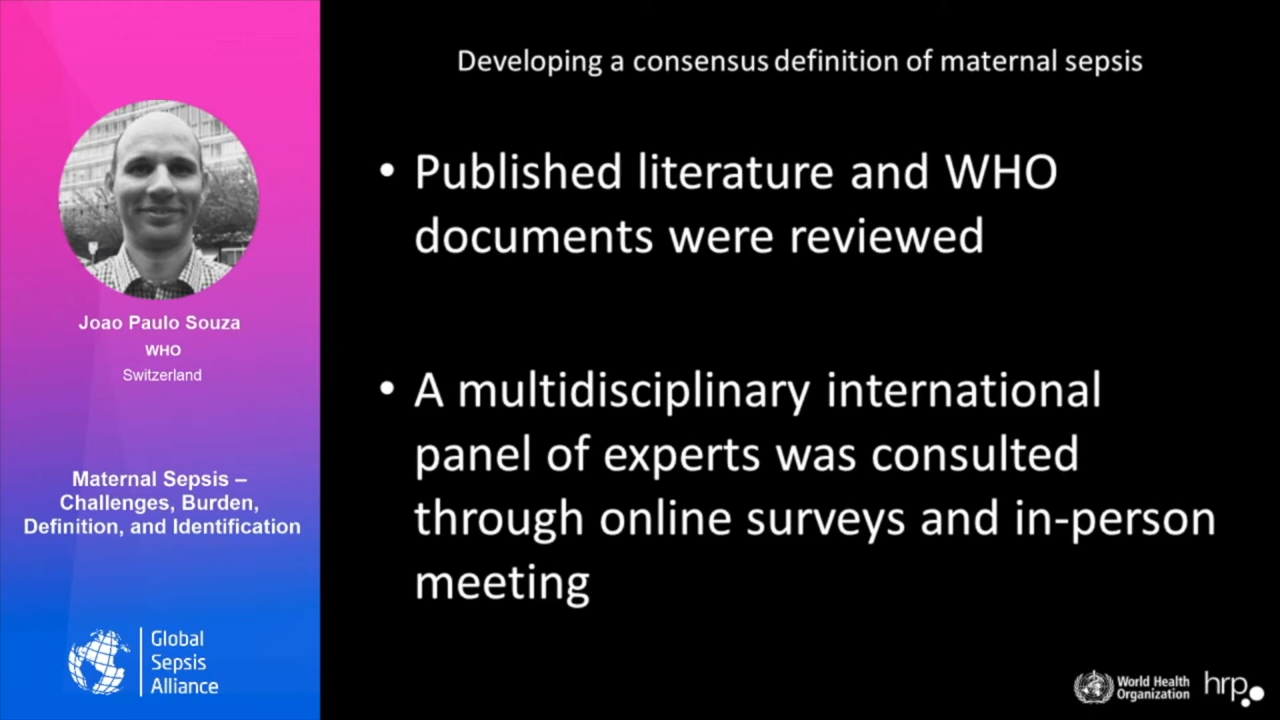 Joao Paulo Souza
WHO
Switzerland
Maternal Sepsis –
Challenges, Burden,
Definition, and Identification
Global
Sepsis
Alliance
Developing a consensus definition of maternal sepsis
• Published literature and WHO
documents were reviewed
• A multidisciplinary international
panel of experts was consulted
through online surveys and in-person
meeting
World Health
Organization
hrp